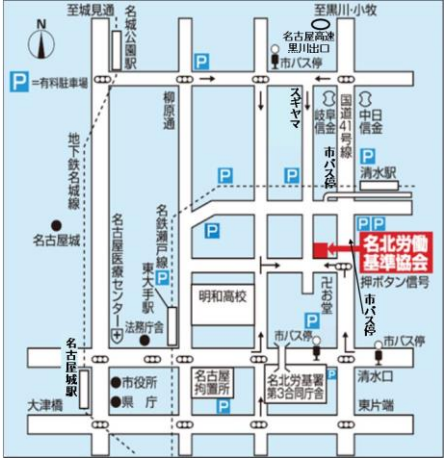 至城見通
至黒川・小牧
名古屋高速
黒川出口
名城公園駅
市バス停
P=有料駐車場
P
柳原通
スギヤマ
岐阜信金
国道41号線
中日信金
市バス停
地下鉄名城線
P
P
P
清水駅
名古屋城
名古屋医療センター
名鉄瀬戸線
P
P
P
名北労働
基準協会
P
東大手駅
明和高校
卍お堂
押ボタン信号
市バス停
法務庁舎
市バス停
市バス停
名古屋城駅
清水口
市役所
県庁
名古屋
拘置所
P
名北労基署
第3合同庁舎
P
大津橋
東片端